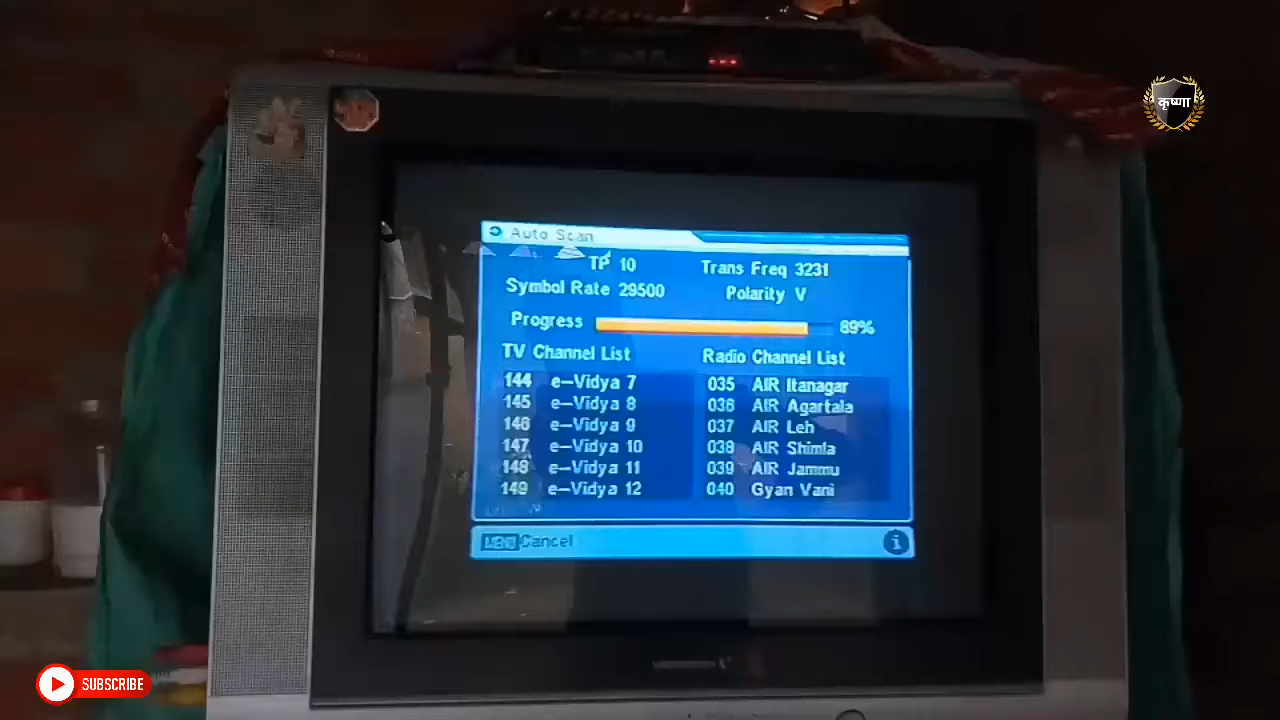 कृष्णा
Auto Scan
TP 10 Trans Freq 3231
Symbol Rate 29500 Polarity V
Progress 89%
TV Channel List Radio Channel List
144 e-Vidya 7 035 AIR Itanagar
145 e-Vidya 8 036 AIR Agartala
146 e-Vidya 9 037 AIR Leh
147 e-Vidya 10 038 AIR Shimla
148 e-Vidya 11 039 AIR Jammu
149 e-Vidya 12 040 Gyan Vani
Cancel i
SUBSCRIBE